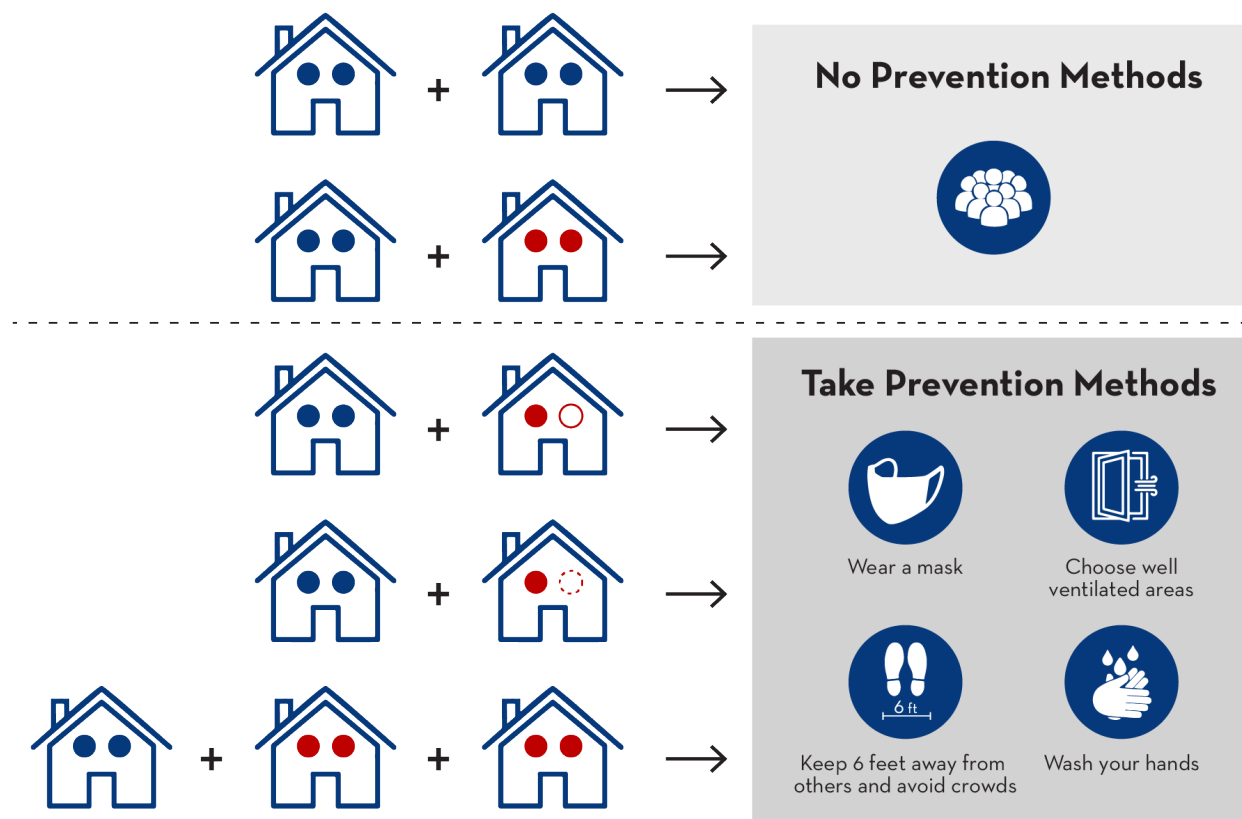 No Prevention Methods
Take Prevention Methods
Wear a mask
Choose well
ventilated areas
6 ft
Keep 6 feet away from
others and avoid crowds
Wash your hands